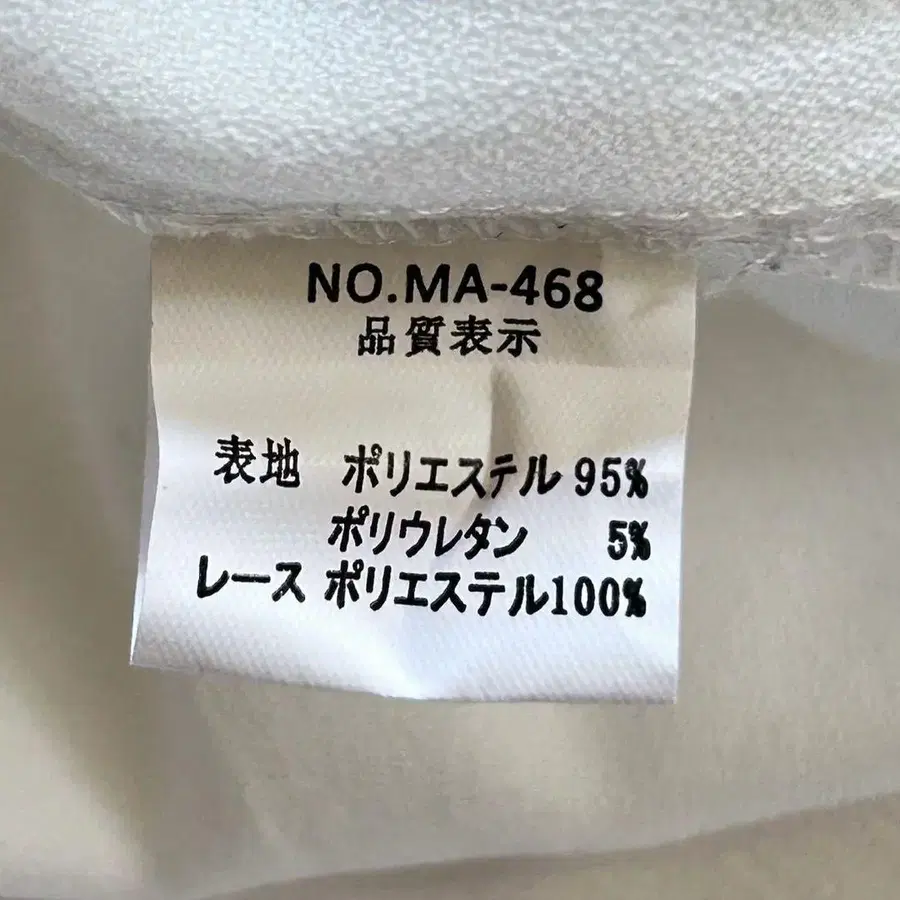 NO.MA-468
品質表示
表地 ポリエステル 95%
ポリウレタン 5%
レース ポリエステル100%